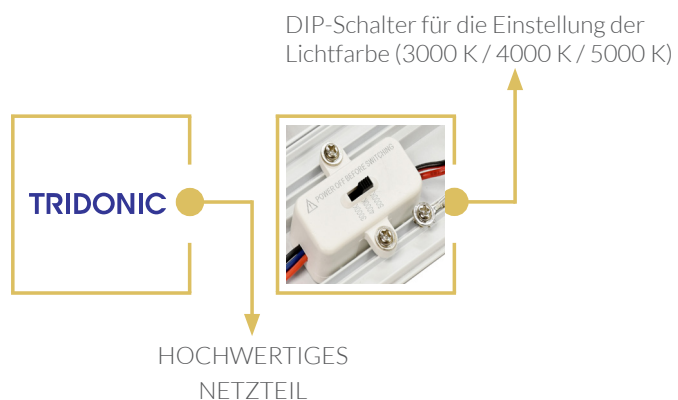 DIP-Schalter für die Einstellung der
Lichtfarbe (3000 K / 4000 K / 5000 K)
TRIDONIC
POWER OFF BEFORE SWITCHING
HOCHWERTIGES
NETZTEIL